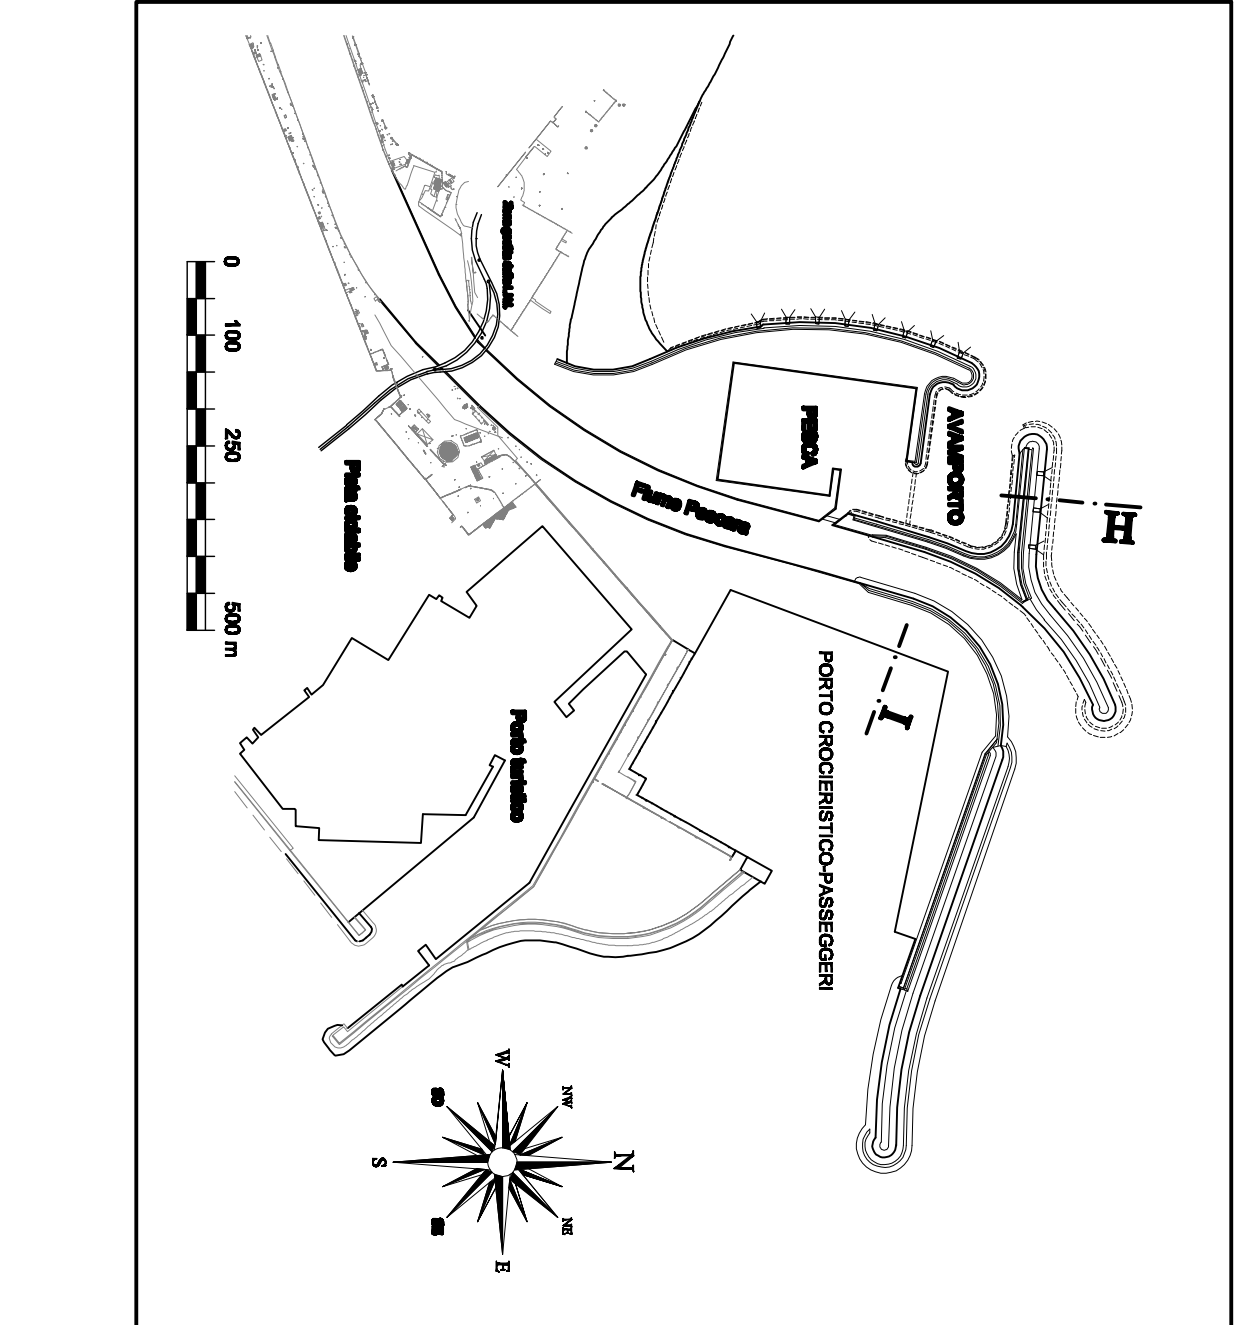 0
100
250
500 m
Pista ciclabile
Porto turistico
Fiume Pescara
PESCA
AVAMPORTO
H
I
PORTO CROCIERISTICO-PASSEGGERI
N
NE
E
SE
S
SO
W
NW